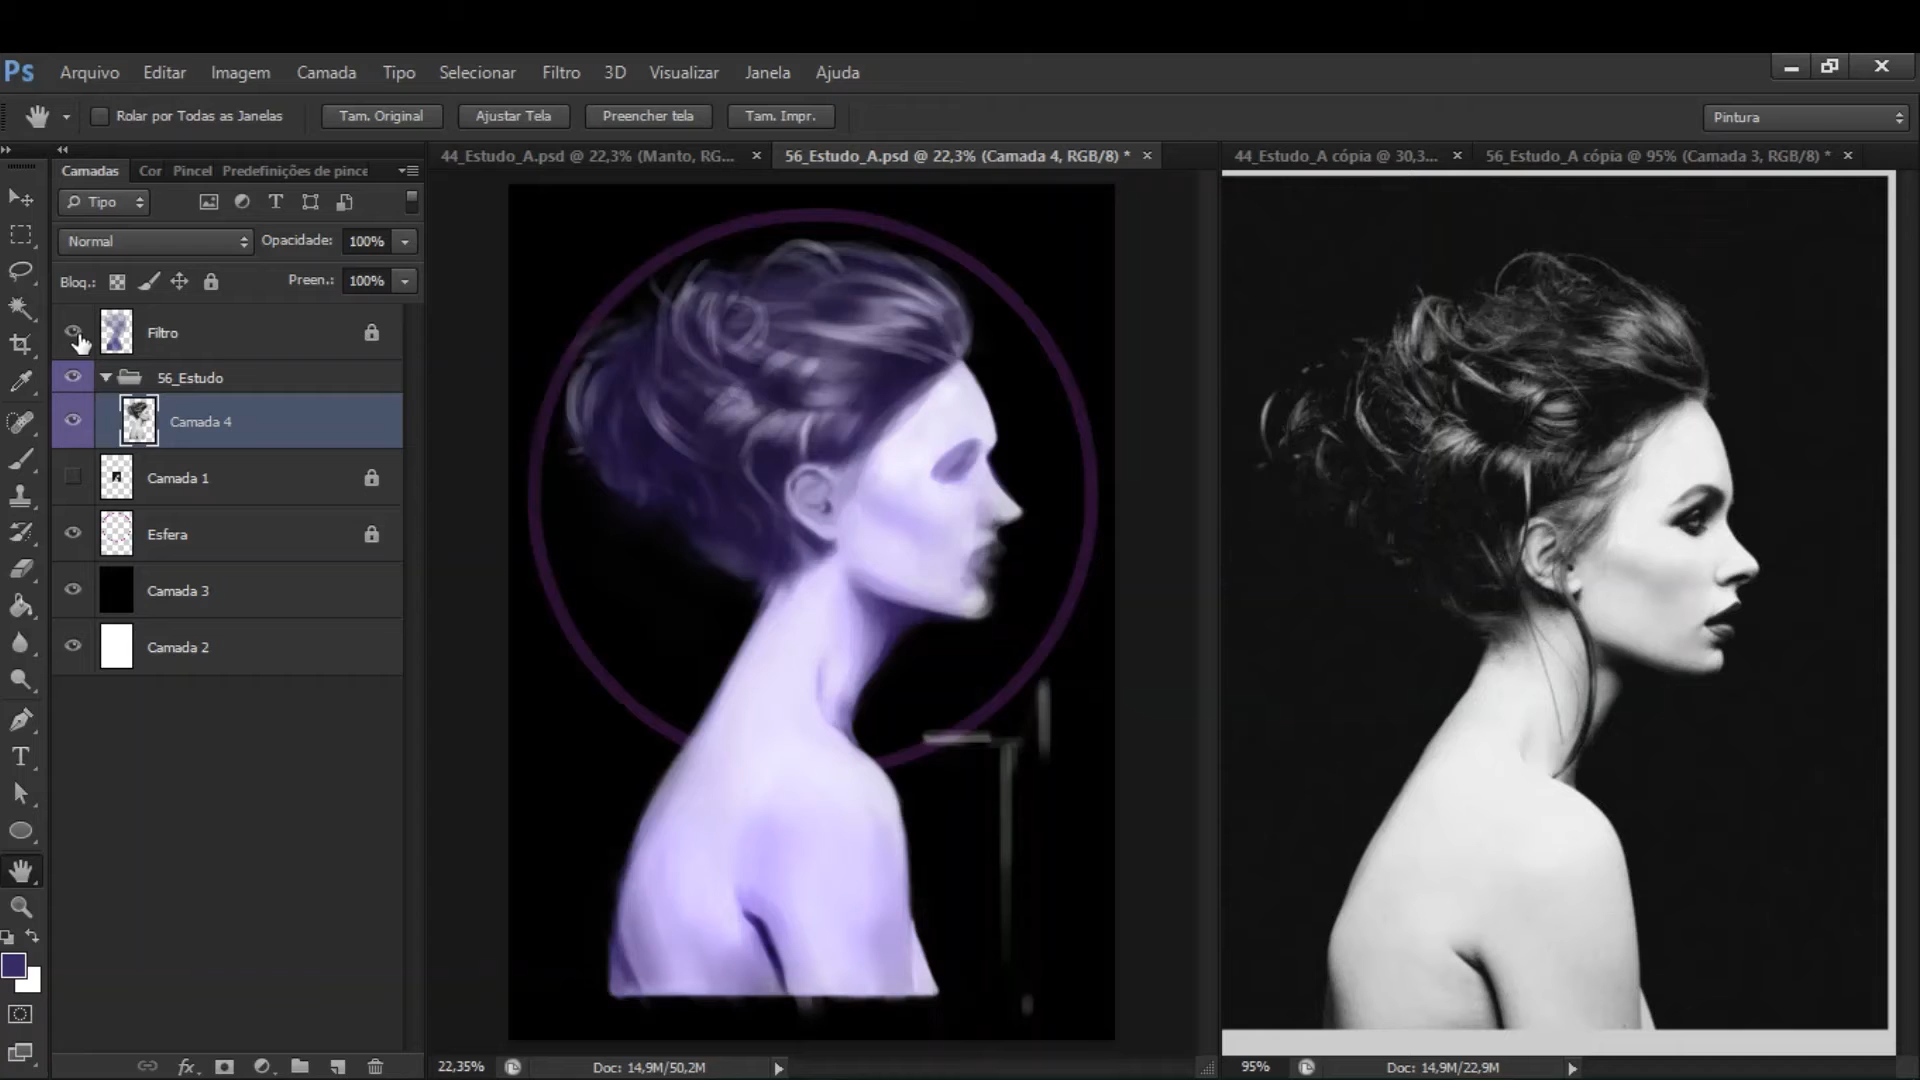 Ps Arquivo Editar Imagem Camada Tipo Selecionar Filtro 3D Visualizar Janela Ajuda
Rolar por Todas as Janelas Tam. Original Ajustar Tela Preencher tela Tam. Impr. Pintura
Camadas Cor Pincel Predefinições de pince
44_Estudo_A.psd @ 22,3% (Manto, RG... × 56_Estudo_A.psd @ 22,3% (Camada 4, RGB/8) * × 44_Estudo_A cópia @ 30,3... × 56_Estudo_A cópia @ 95% (Camada 3, RGB/8) * ×
Tipo
Normal Opacidade: 100%
Bloq.: Preen.: 100%
Filtro
56_Estudo
Camada 4
Camada 1
Esfera
Camada 3
Camada 2
fx
22,35% Doc: 14,9M/50,2M 95% Doc: 14,9M/22,9M